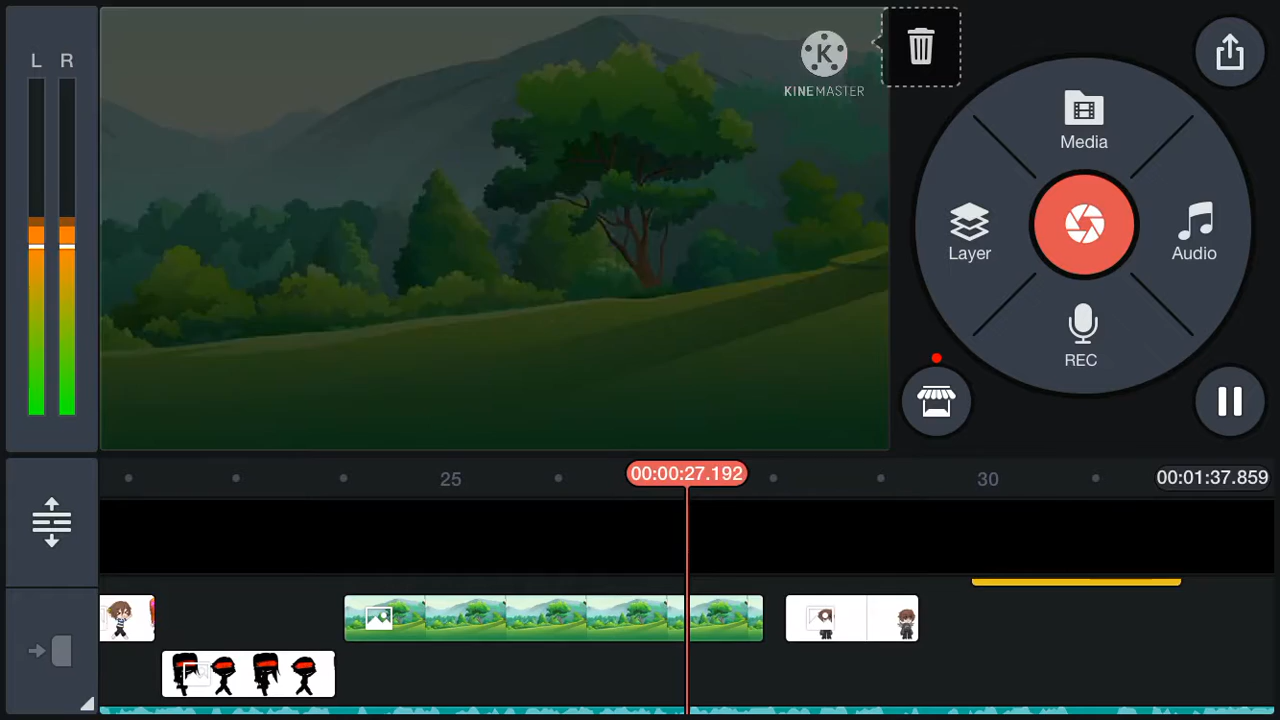 L R
KINEMASTER
Media
Layer
Audio
REC
25
00:00:27.192
30
00:01:37.859